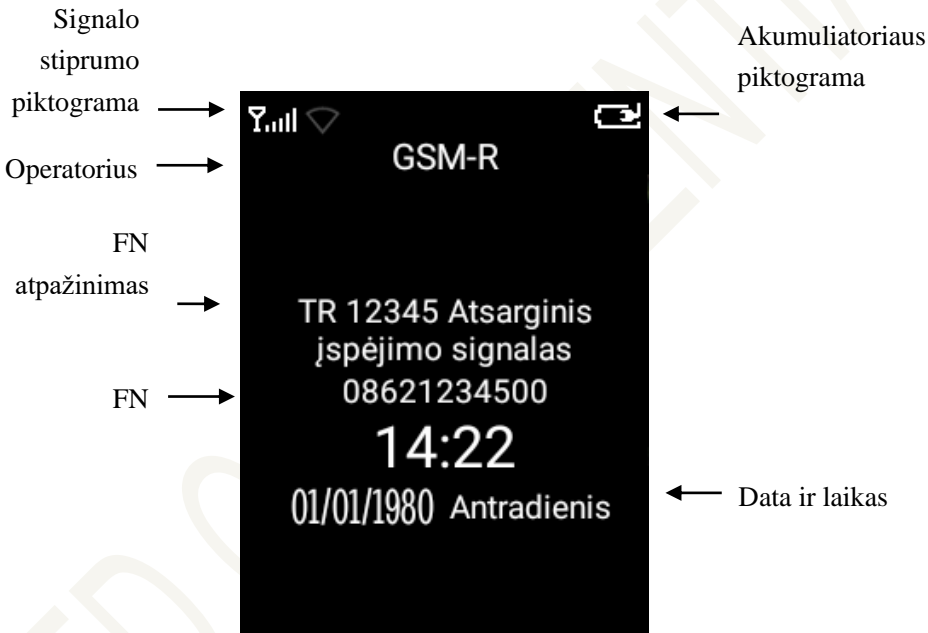 Signalo
stiprumo
piktograma
Akumuliatoriaus
piktograma
Operatorius
GSM-R
FN
atpažinimas
TR 12345 Atsarginis
įspėjimo signalas
FN
08621234500
14:22
01/01/1980 Antradienis
Data ir laikas